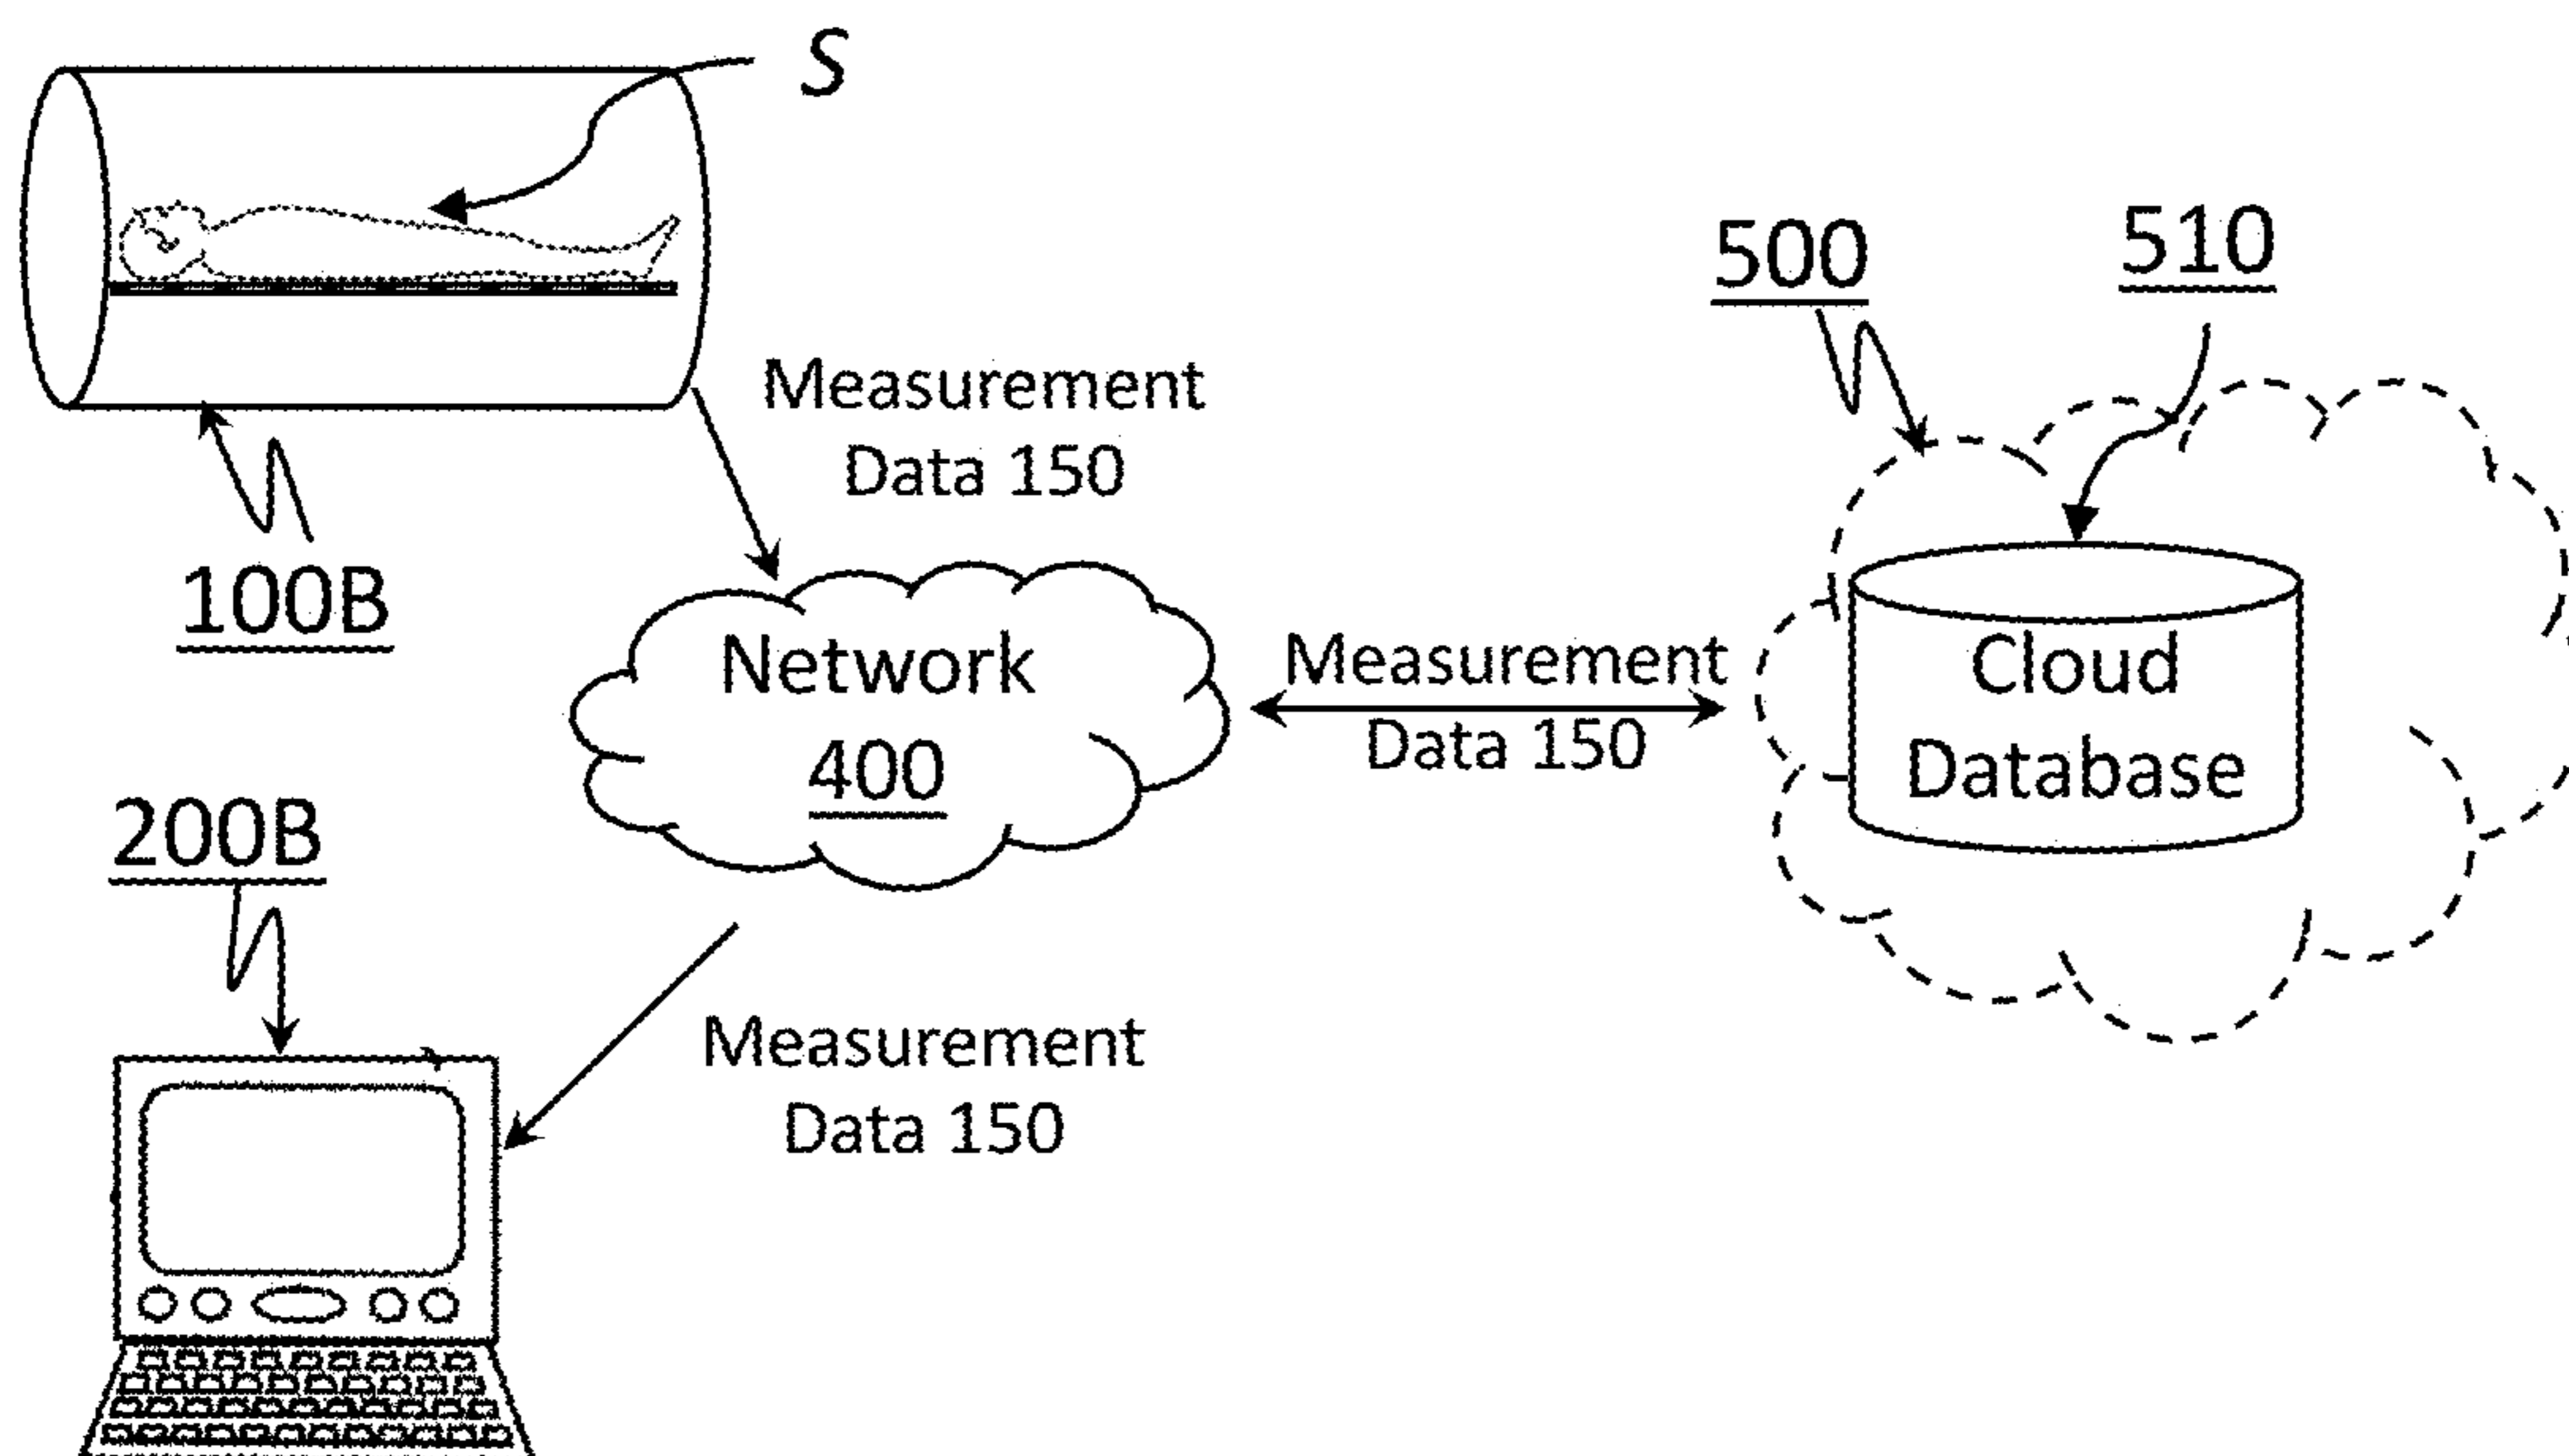 S
500
510
Measurement
Data 150
100B
Network
400
Measurement
Data 150
Cloud
Database
200B
Measurement
Data 150